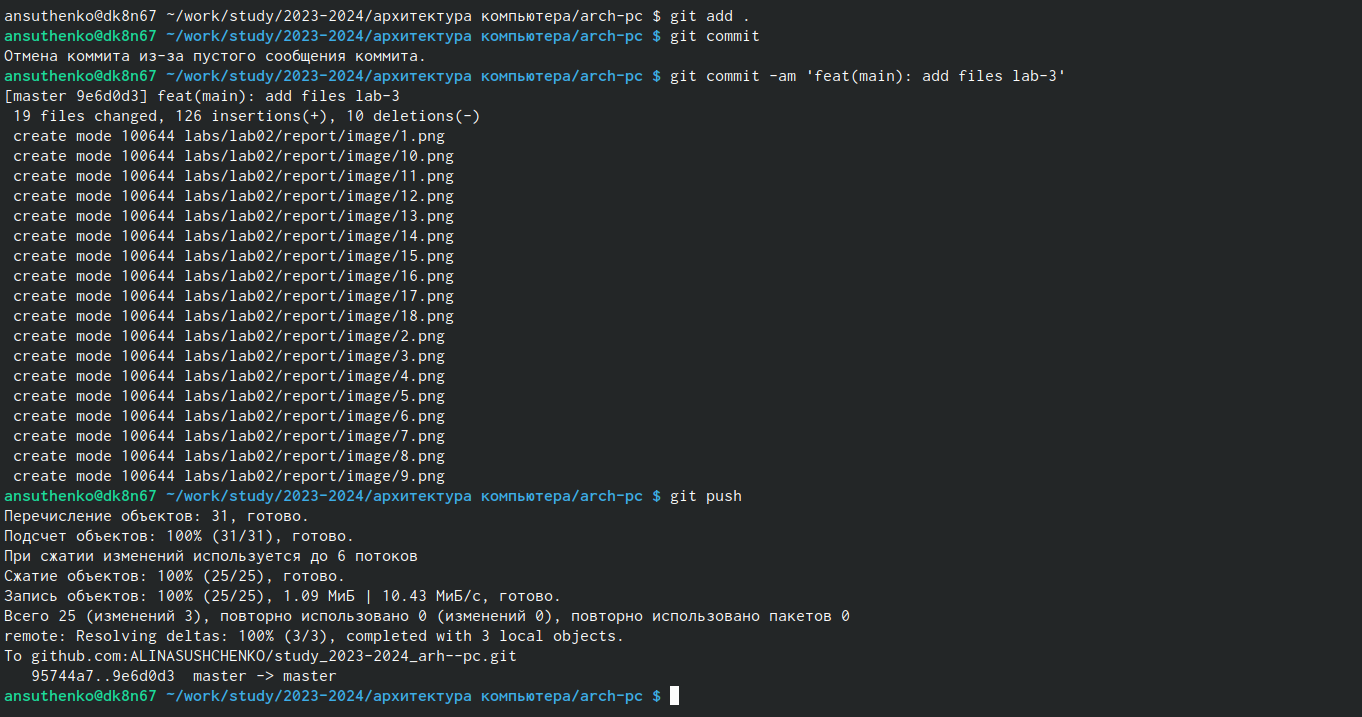 ansuthenko@dk8n67 ~/work/study/2023-2024/архитектура компьютера/arch-pc $ git add .
ansuthenko@dk8n67 ~/work/study/2023-2024/архитектура компьютера/arch-pc $ git commit
Отмена коммита из-за пустого сообщения коммита.
ansuthenko@dk8n67 ~/work/study/2023-2024/архитектура компьютера/arch-pc $ git commit -am 'feat(main): add files lab-3'
[master 9e6d0d3] feat(main): add files lab-3
 19 files changed, 126 insertions(+), 10 deletions(-)
 create mode 100644 labs/lab02/report/image/1.png
 create mode 100644 labs/lab02/report/image/10.png
 create mode 100644 labs/lab02/report/image/11.png
 create mode 100644 labs/lab02/report/image/12.png
 create mode 100644 labs/lab02/report/image/13.png
 create mode 100644 labs/lab02/report/image/14.png
 create mode 100644 labs/lab02/report/image/15.png
 create mode 100644 labs/lab02/report/image/16.png
 create mode 100644 labs/lab02/report/image/17.png
 create mode 100644 labs/lab02/report/image/18.png
 create mode 100644 labs/lab02/report/image/2.png
 create mode 100644 labs/lab02/report/image/3.png
 create mode 100644 labs/lab02/report/image/4.png
 create mode 100644 labs/lab02/report/image/5.png
 create mode 100644 labs/lab02/report/image/6.png
 create mode 100644 labs/lab02/report/image/7.png
 create mode 100644 labs/lab02/report/image/8.png
 create mode 100644 labs/lab02/report/image/9.png
ansuthenko@dk8n67 ~/work/study/2023-2024/архитектура компьютера/arch-pc $ git push
Перечисление объектов: 31, готово.
Подсчет объектов: 100% (31/31), готово.
При сжатии изменений используется до 6 потоков
Сжатие объектов: 100% (25/25), готово.
Запись объектов: 100% (25/25), 1.09 МиБ | 10.43 МиБ/с, готово.
Всего 25 (изменений 3), повторно использовано 0 (изменений 0), повторно использовано пакетов 0
remote: Resolving deltas: 100% (3/3), completed with 3 local objects.
To github.com:ALINASUSHCHENKO/study_2023-2024_arh--pc.git
   95744a7..9e6d0d3  master -> master
ansuthenko@dk8n67 ~/work/study/2023-2024/архитектура компьютера/arch-pc $